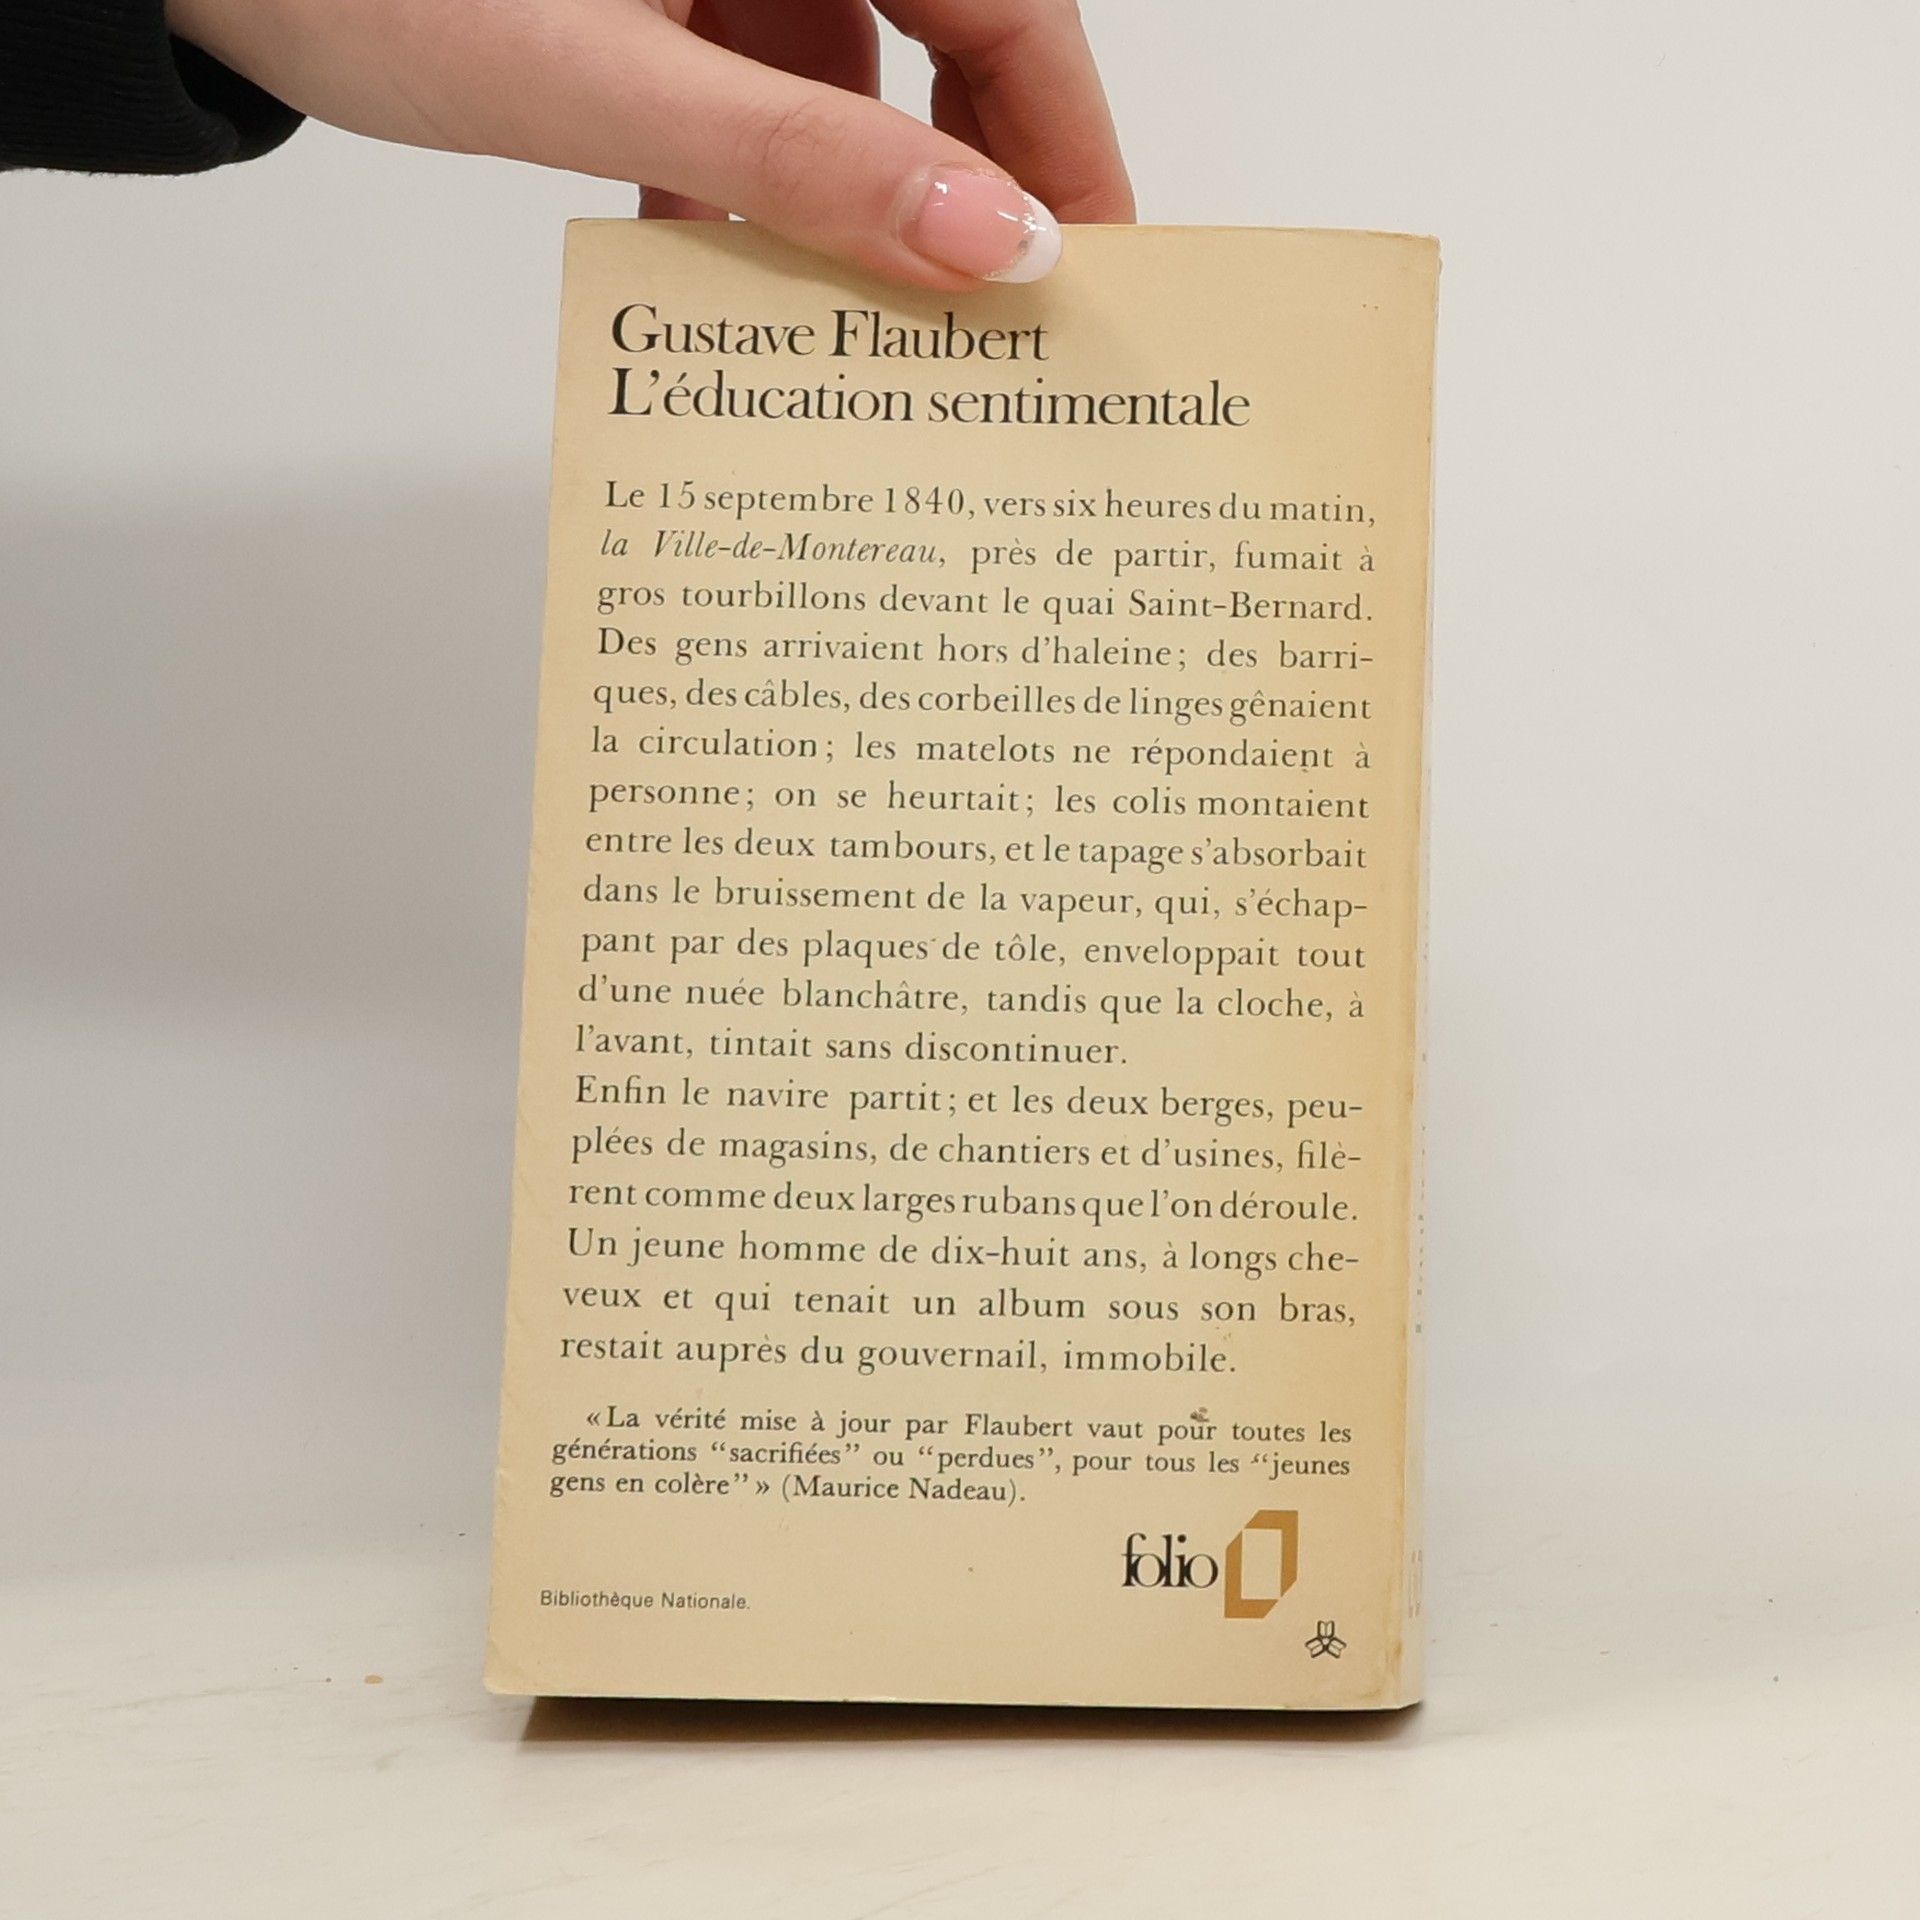 Gustave Flaubert
L'éducation sentimentale
Le 15 septembre 1840, vers six heures du matin,
la Ville-de-Montereau, près de partir, fumait à
gros tourbillons devant le quai Saint-Bernard.
Des gens arrivaient hors d'haleine; des barri-
ques, des câbles, des corbeilles de linges gênaient
la circulation; les matelots ne répondaient à
personne; on se heurtait; les colis montaient
entre les deux tambours, et le tapage s'absorbait
dans le bruissement de la vapeur, qui, s'échap-
pant par des plaques de tôle, enveloppait tout
d'une nuée blanchâtre, tandis que la cloche, à
l'avant, tintait sans discontinuer.
Enfin le navire partit; et les deux berges, peu-
plées de magasins, de chantiers et d'usines, filè-
rent comme deux larges rubans que l'on déroule.
Un jeune homme de dix-huit ans, à longs che-
veux et qui tenait un album sous son bras,
restait auprès du gouvernail, immobile.
«La vérité mise à jour par Flaubert vaut pour toutes les
générations “sacrifiées” ou “perdues”, pour tous les “jeunes
gens en colère”» (Maurice Nadeau).
folio
Bibliothèque Nationale.